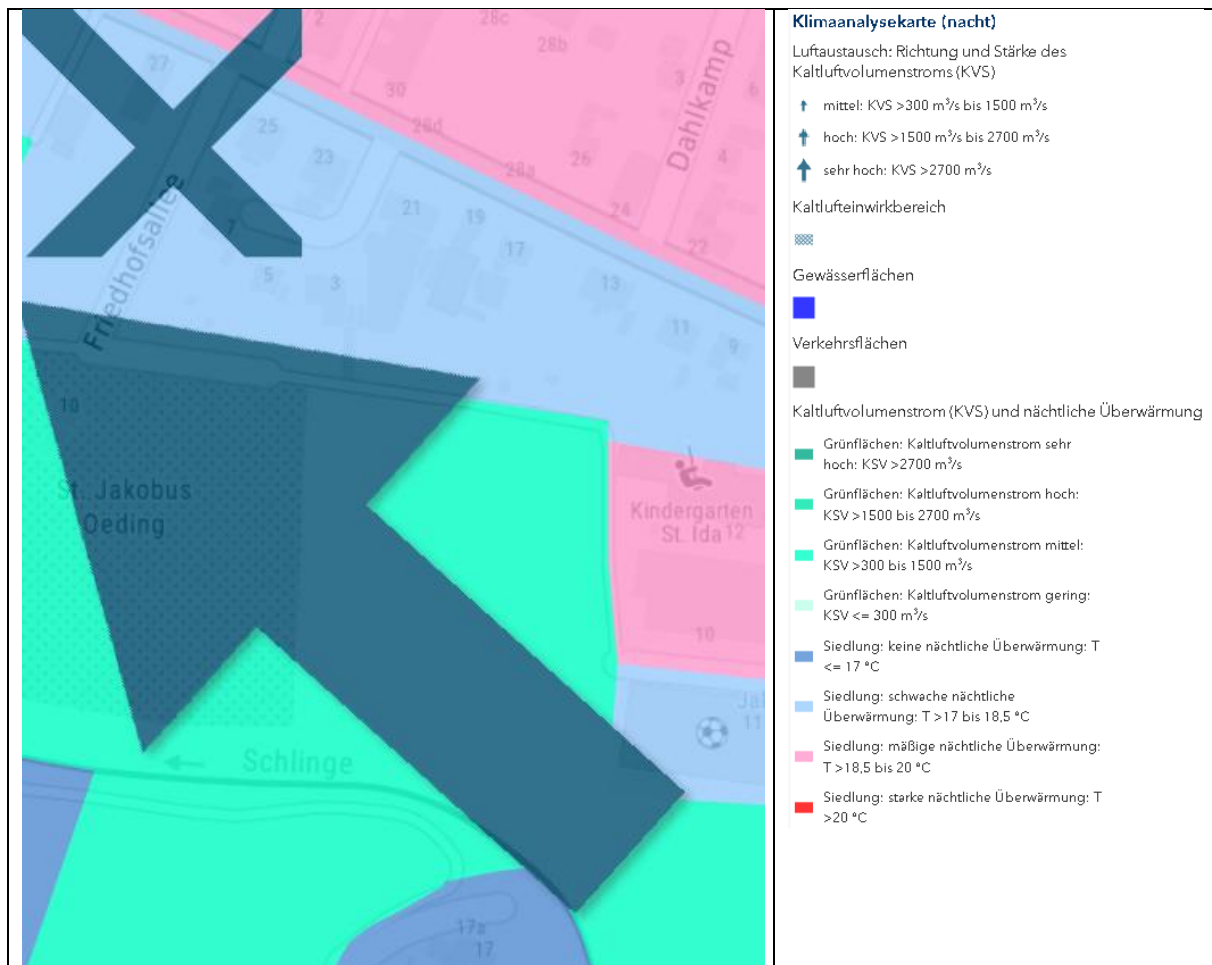 2
28c
28b
27
30
3
6
28d
Dahlkamp
25
23
28a
26
4
24
7
21
19
22
17
Friedhofsallee
5
3
13
11
9
10
St. Jakobus
Oeding
Kindergarten
St. Ida 12
10
11
Schlinge
17a
17
Klimaanalysekarte (nacht)
Luftaustausch: Richtung und Stärke des
Kaltluftvolumenstroms (KVS)
mittel: KVS >300 m³/s bis 1500 m³/s
hoch: KVS >1500 m³/s bis 2700 m³/s
sehr hoch: KVS >2700 m³/s
Kaltlufteinwirkbereich
Gewässerflächen
Verkehrsflächen
Kaltluftvolumenstrom (KVS) und nächtliche Überwärmung
Grünflächen: Kaltluftvolumenstrom sehr
hoch: KSV >2700 m³/s
Grünflächen: Kaltluftvolumenstrom hoch:
KSV >1500 bis 2700 m³/s
Grünflächen: Kaltluftvolumenstrom mittel:
KSV >300 bis 1500 m³/s
Grünflächen: Kaltluftvolumenstrom gering:
KSV <= 300 m³/s
Siedlung: keine nächtliche Überwärmung: T
<= 17 °C
Siedlung: schwache nächtliche
Überwärmung: T >17 bis 18,5 °C
Siedlung: mäßige nächtliche Überwärmung:
T >18,5 bis 20 °C
Siedlung: starke nächtliche Überwärmung: T
>20 °C